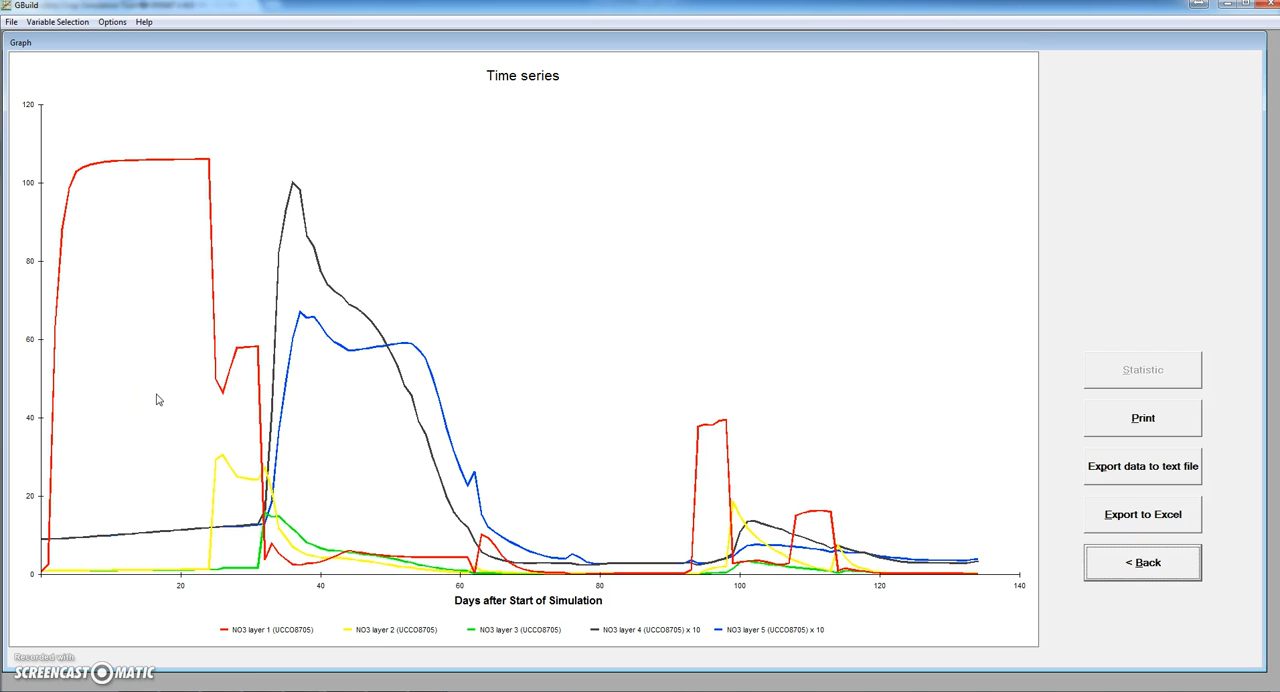 GBuild
File Variable Selection Options Help
Graph
Time series
120
100
80
60
40
20
0
20 40 60 80 100 120 140
Days after Start of Simulation
NO3 layer 1 (UCCO8705) NO3 layer 2 (UCCO8705) NO3 layer 3 (UCCO8705) NO3 layer 4 (UCCO8705) x 10 NO3 layer 5 (UCCO8705) x 10
Statistic
Print
Export data to text file
Export to Excel
< Back
Recorded with
SCREENCAST MATIC